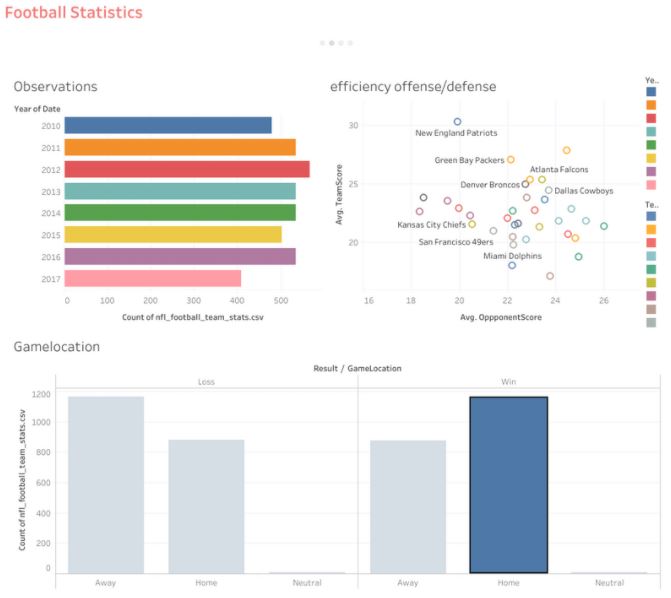 Football Statistics
Observations
Year of Date
2010
2011
2012
2013
2014
2015
2016
2017
0 100 200 300 400 500
Count of nfl_football_team_stats.csv
efficiency offense/defense
Avg. TeamScore
30
25
20
New England Patriots
Green Bay Packers
Atlanta Falcons
Denver Broncos
Dallas Cowboys
Kansas City Chiefs
San Francisco 49ers
Miami Dolphins
16 18 20 22 24 26
Avg. OppponentScore
Ye..
Te..
Gamelocation
Result / GameLocation
Loss Win
Count of nfl_football_team_stats.csv
1200
1000
800
600
400
200
0
Away Home Neutral Away Home Neutral